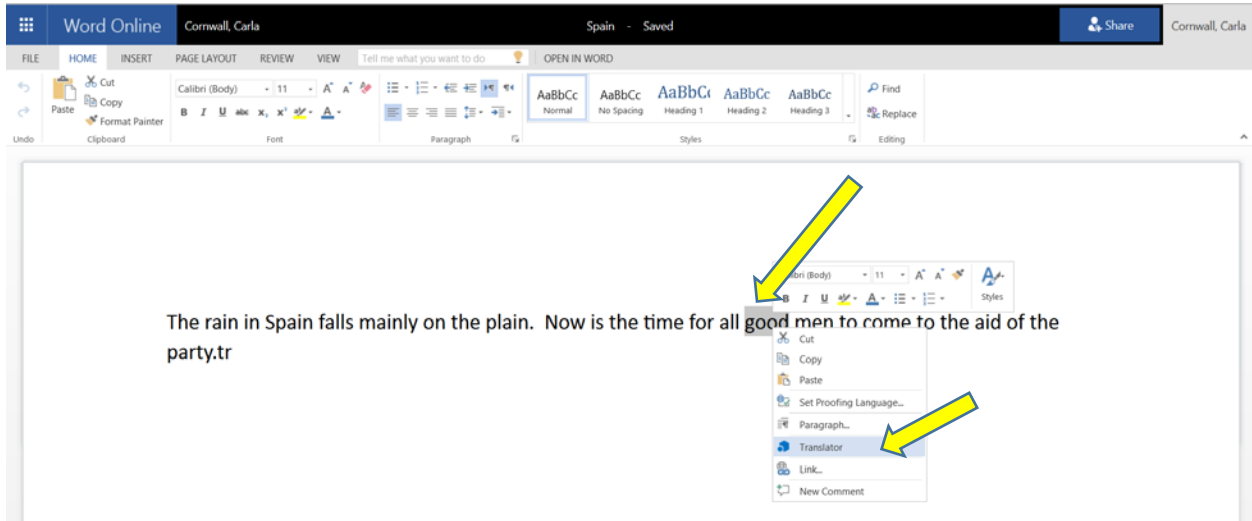 Word Online Cornwall, Carla Spain - Saved Share Cornwall, Carla
FILE HOME INSERT PAGE LAYOUT REVIEW VIEW Tell me what you want to do OPEN IN WORD
Cut
Copy
Format Painter
Paste
Calibri (Body) 11 A A
B I U abc x, x² aby A
AaBbCc AaBbCc AaBbCc AaBbCc AaBbCc
Normal No Spacing Heading 1 Heading 2 Heading 3
Find
Replace
Undo Clipboard Font Paragraph Styles Editing
(Body) 11 A A
B I U aby A Styles
The rain in Spain falls mainly on the plain. Now is the time for all good men to come to the aid of the
party.tr
Cut
Copy
Paste
Set Proofing Language...
Paragraph...
Translator
Link...
New Comment